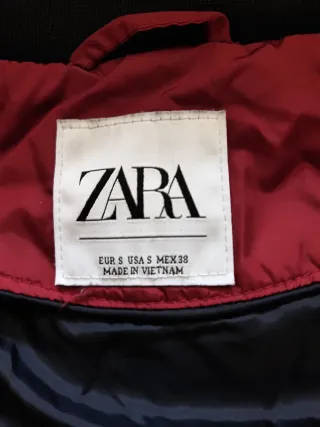 ZARA
EUR S USA S MEX 38
MADE IN VIETNAM